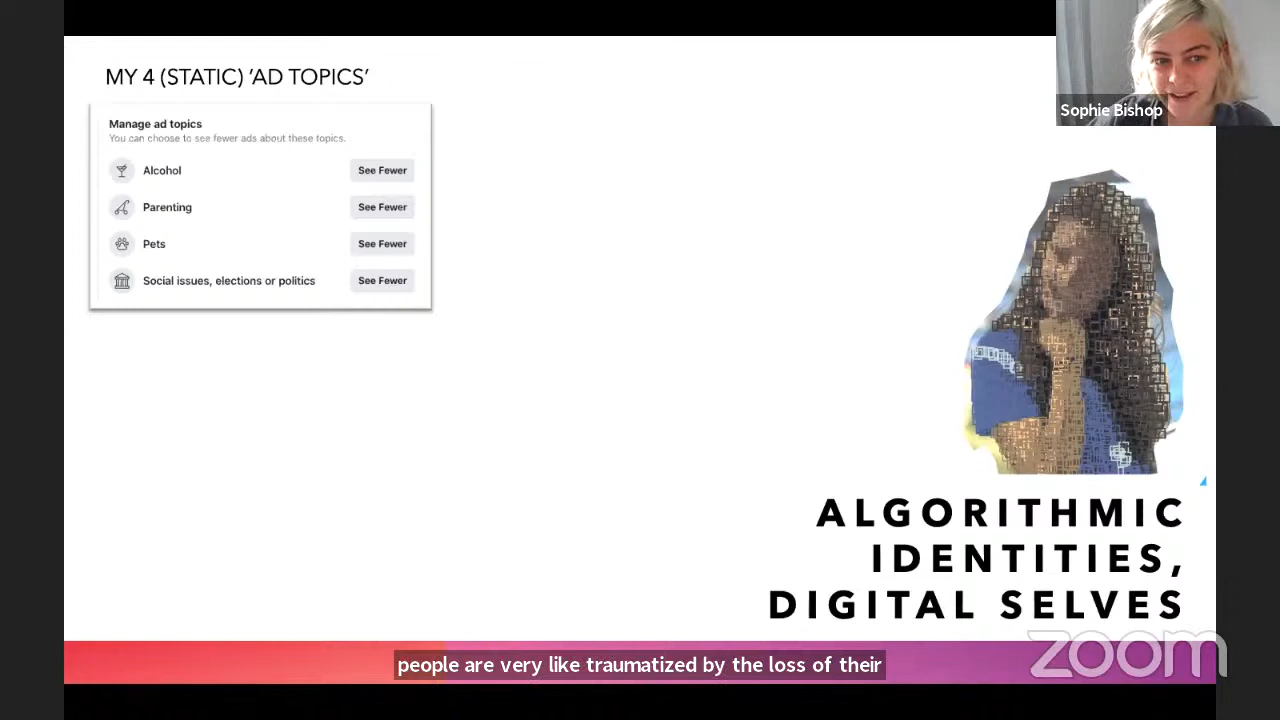 MY 4 (STATIC) 'AD TOPICS'
Manage ad topics
You can choose to see fewer ads about these topics.
Alcohol See Fewer
Parenting See Fewer
Pets See Fewer
Social issues, elections or politics See Fewer
Sophie Bishop
ALGORITHMIC
IDENTITIES,
DIGITAL SELVES
people are very like traumatized by the loss of their
zoom